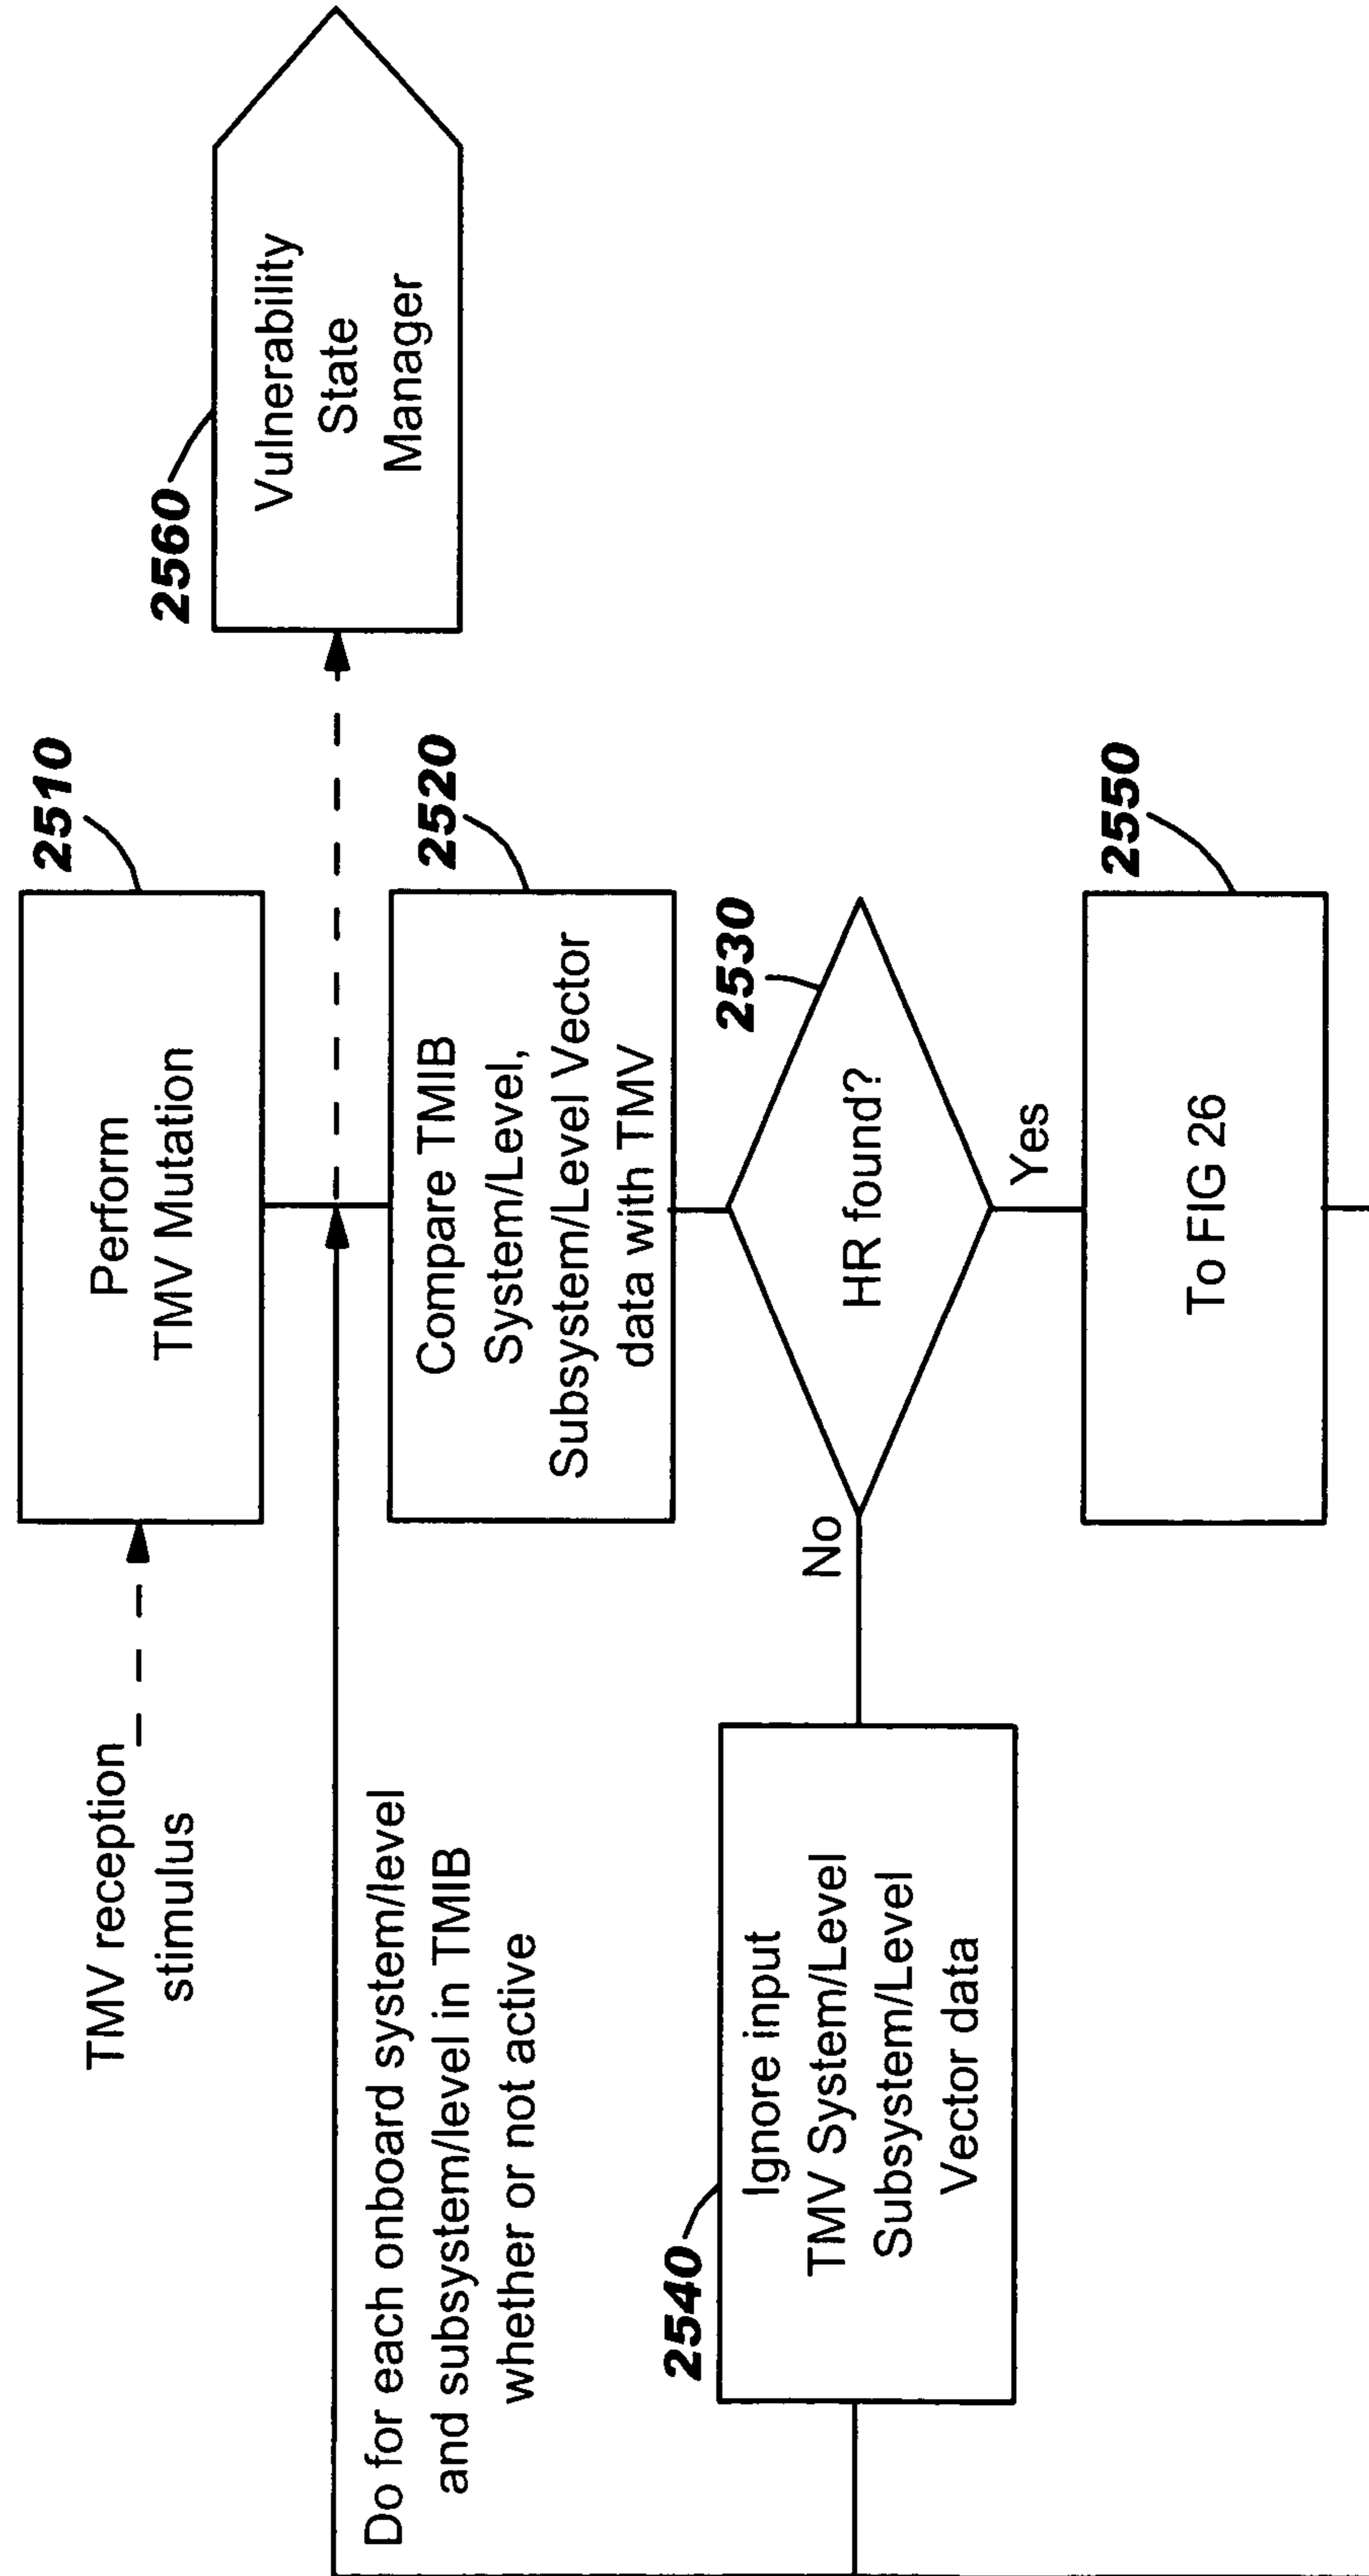 TMV reception
stimulus
Perform
TMV Mutation
2510
2560
Vulnerability
State
Manager
Do for each onboard system/level
and subsystem/level in TMIB
whether or not active
Compare TMIB
System/Level,
Subsystem/Level Vector
data with TMV
2520
HR found?
2530
No
Yes
2540
Ignore input
TMV System/Level
Subsystem/Level
Vector data
To FIG 26
2550